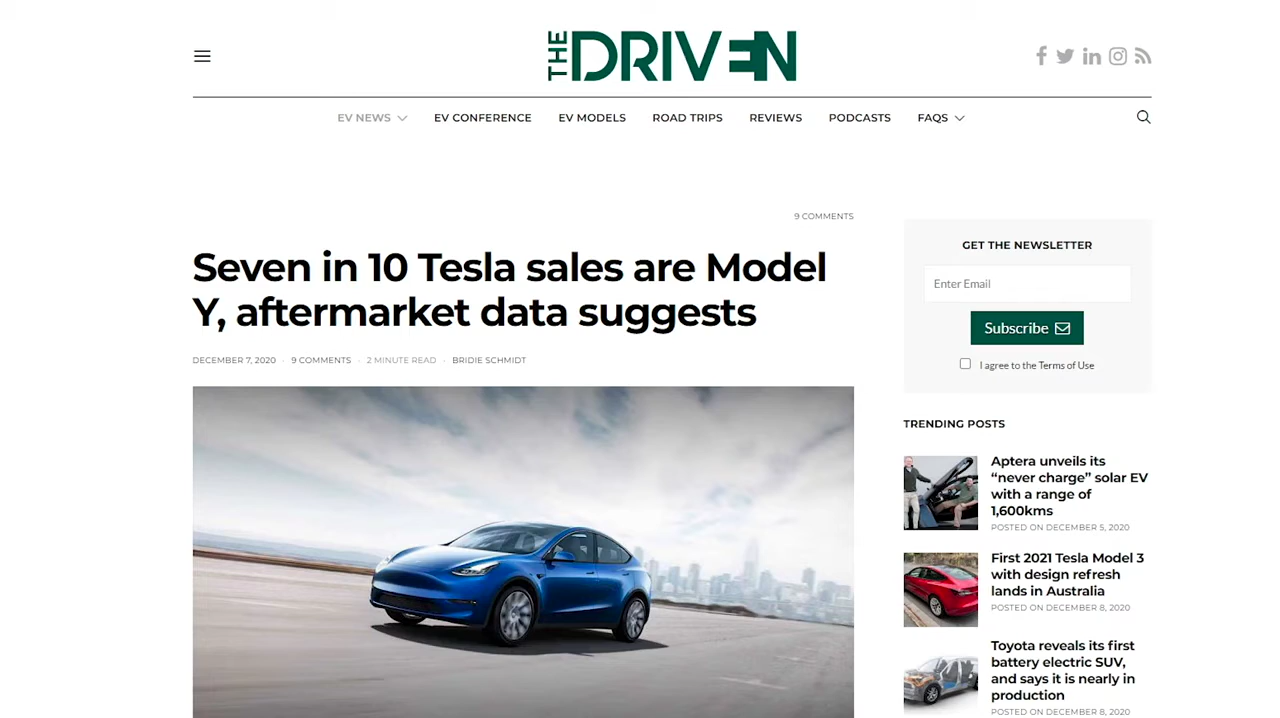 THE DRIVEN
EV NEWS
EV CONFERENCE
EV MODELS
ROAD TRIPS
REVIEWS
PODCASTS
FAQS
9 COMMENTS
Seven in 10 Tesla sales are Model
Y, aftermarket data suggests
DECEMBER 7, 2020 · 9 COMMENTS · 2 MINUTE READ · BRIDIE SCHMIDT
GET THE NEWSLETTER
Enter Email
Subscribe
I agree to the Terms of Use
TRENDING POSTS
Aptera unveils its
“never charge” solar EV
with a range of
1,600kms
POSTED ON DECEMBER 5, 2020
First 2021 Tesla Model 3
with design refresh
lands in Australia
POSTED ON DECEMBER 8, 2020
Toyota reveals its first
battery electric SUV,
and says it is nearly in
production
POSTED ON DECEMBER 8, 2020